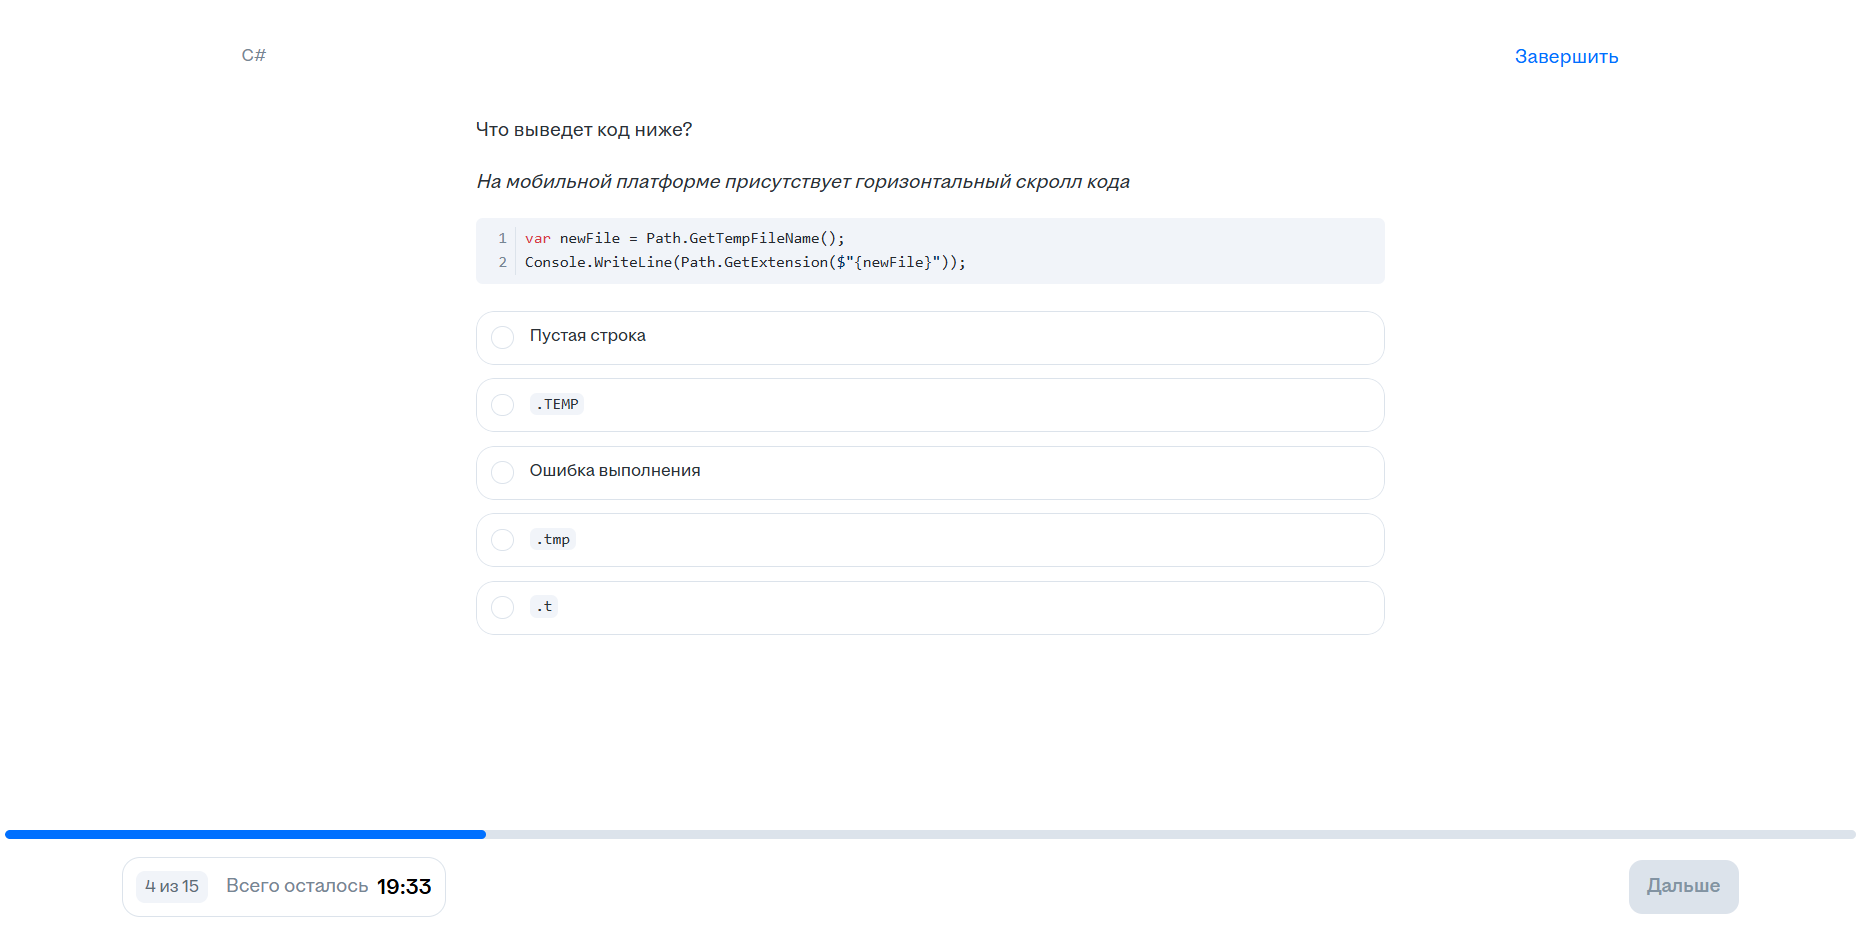 C#
Завершить
Что выведет код ниже?
На мобильной платформе присутствует горизонтальный скролл кода
1 var newFile = Path.GetTempFileName();
2 Console.WriteLine(Path.GetExtension($"{newFile}"));
Пустая строка
.TEMP
Ошибка выполнения
.tmp
.t
4 из 15 Всего осталось 19:33
Дальше